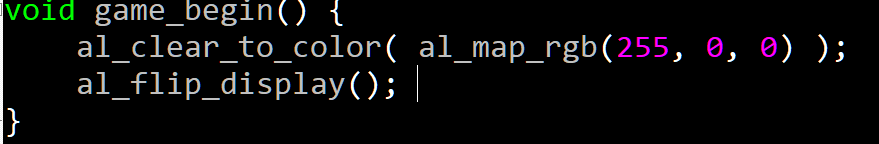 void game_begin() {
    al_clear_to_color( al_map_rgb(255, 0, 0) );
    al_flip_display();
}